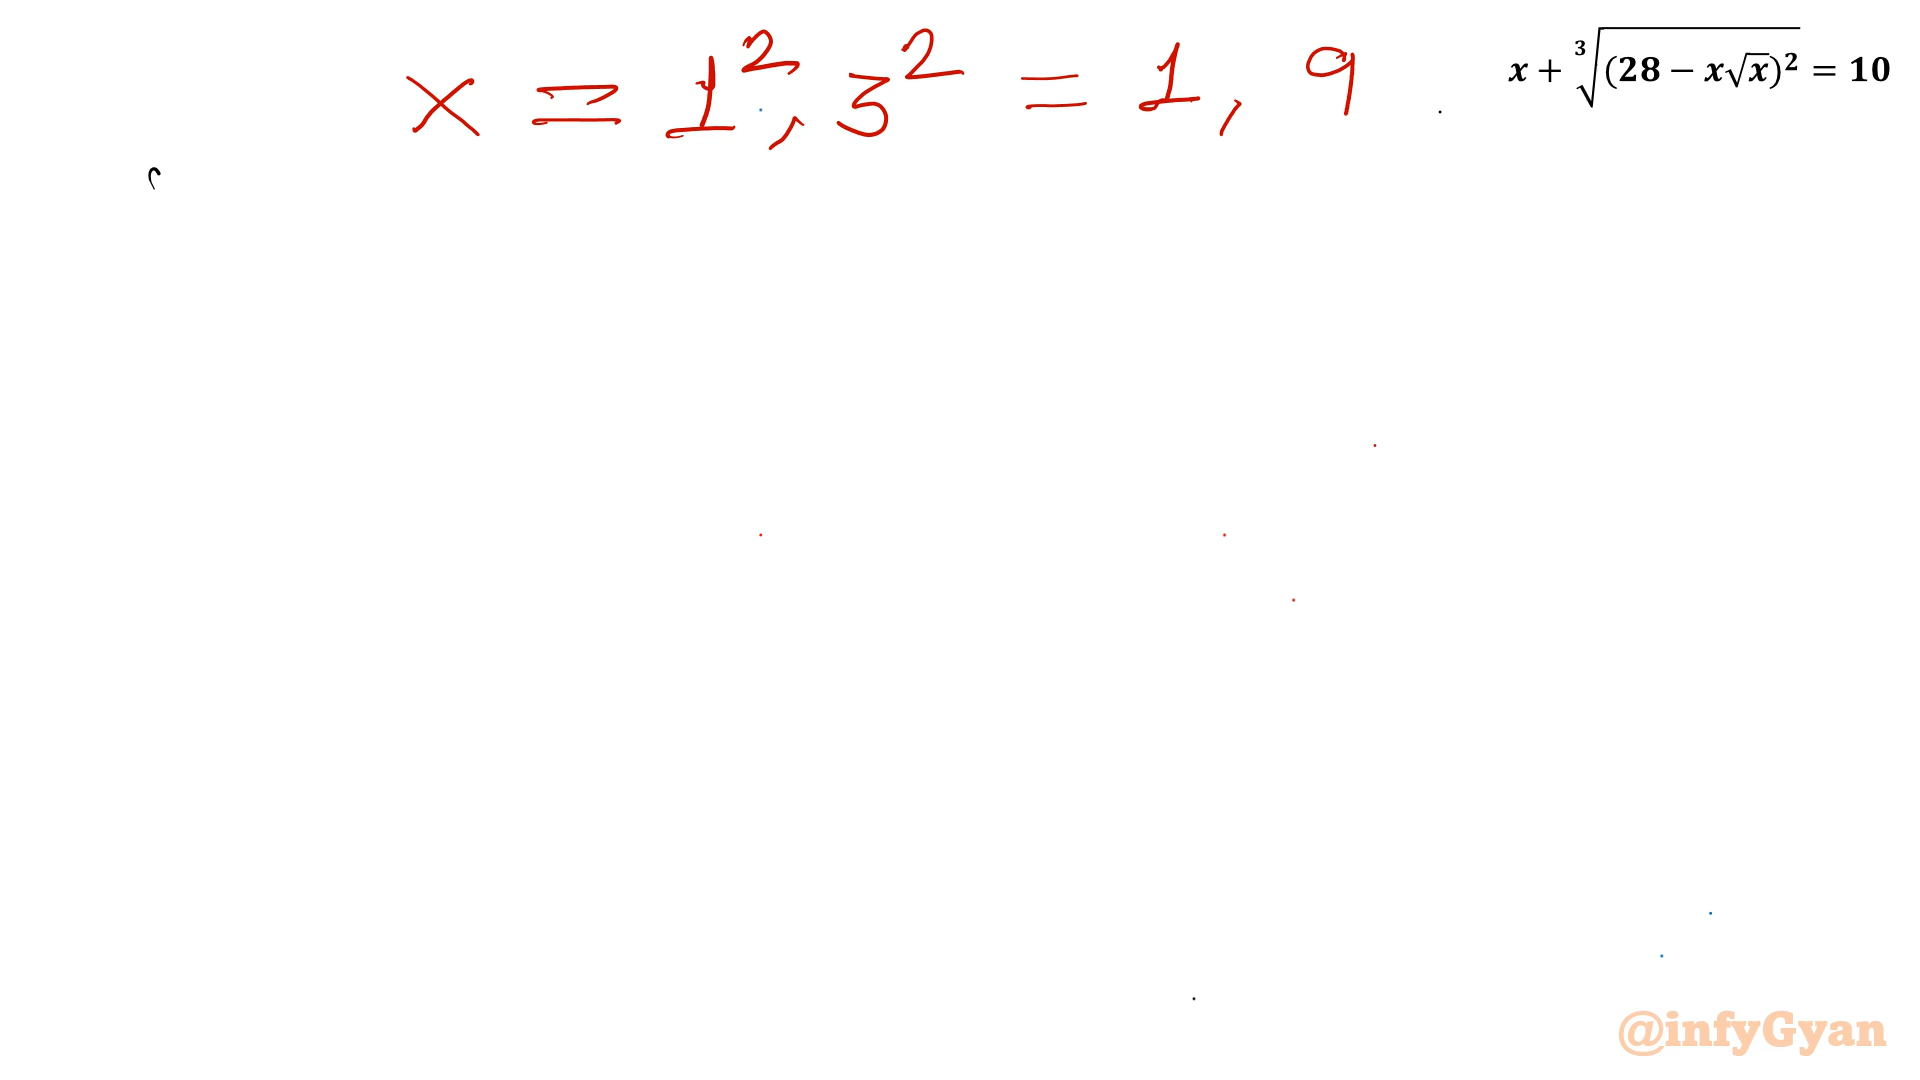 x = 1², 3² = 1, 9
x + ∛(28 − x√x)² = 10
@infyGyan